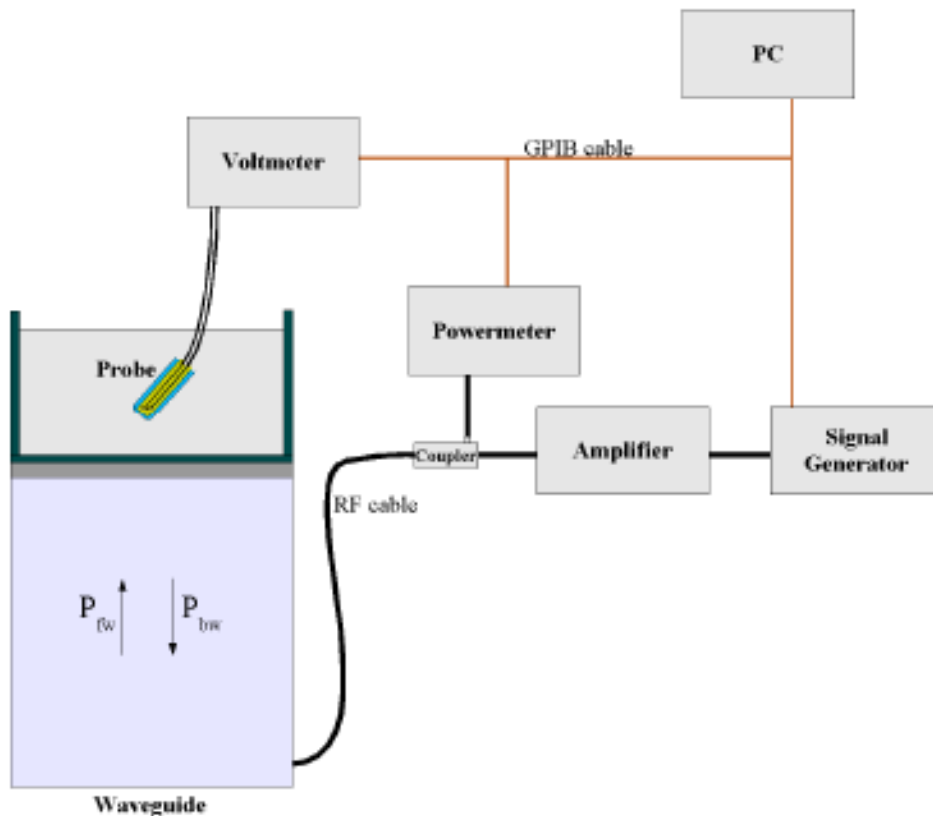 PC
GPIB cable
Voltmeter
Powermeter
Probe
Coupler
Amplifier
Signal
Generator
RF cable
P fw
P bw
Waveguide